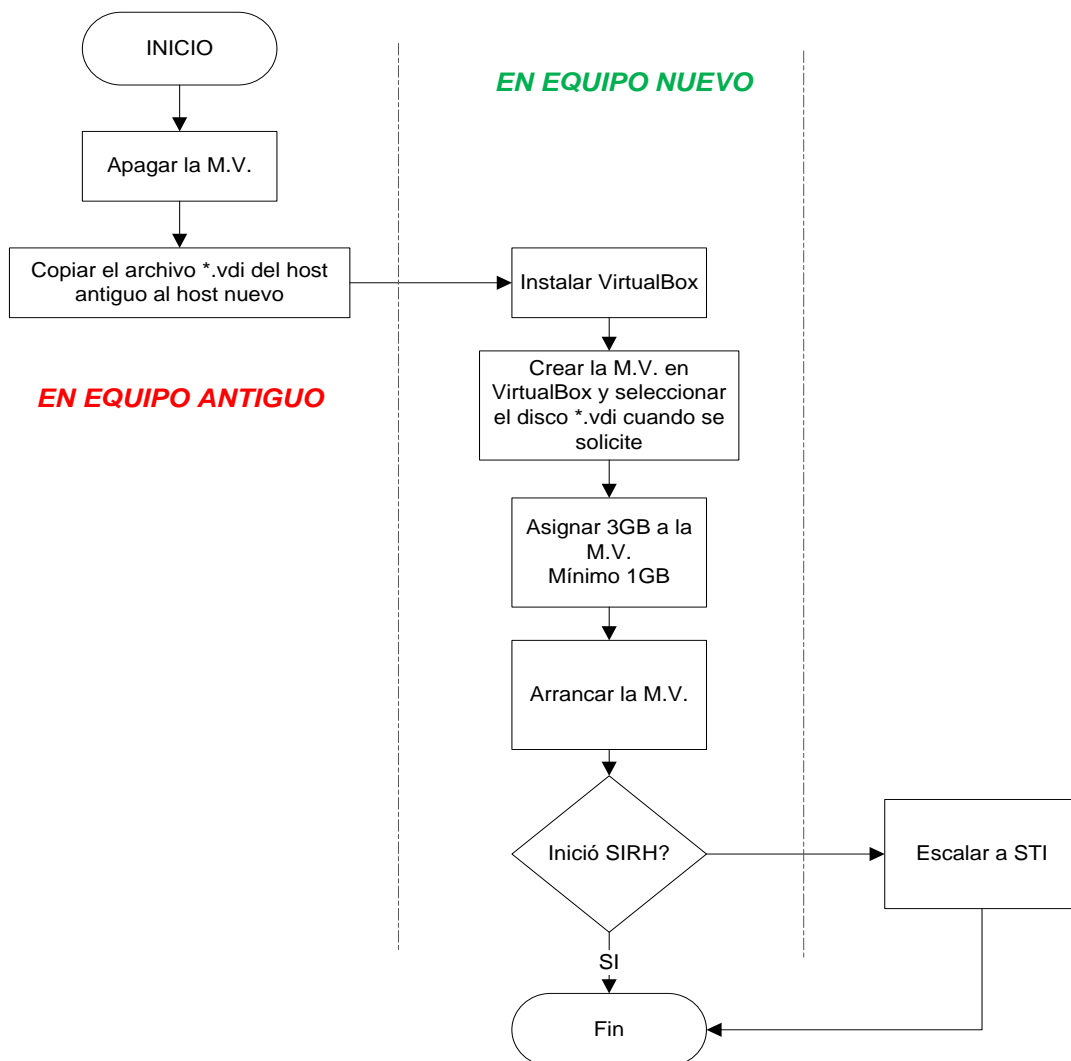 INICIO
Apagar la M.V.
Copiar el archivo *.vdi del host
antiguo al host nuevo
EN EQUIPO ANTIGUO
EN EQUIPO NUEVO
Instalar VirtualBox
Crear la M.V. en
VirtualBox y seleccionar
el disco *.vdi cuando se
solicite
Asignar 3GB a la
M.V.
Mínimo 1GB
Arrancar la M.V.
Inició SIRH?
Escalar a STI
SI
Fin